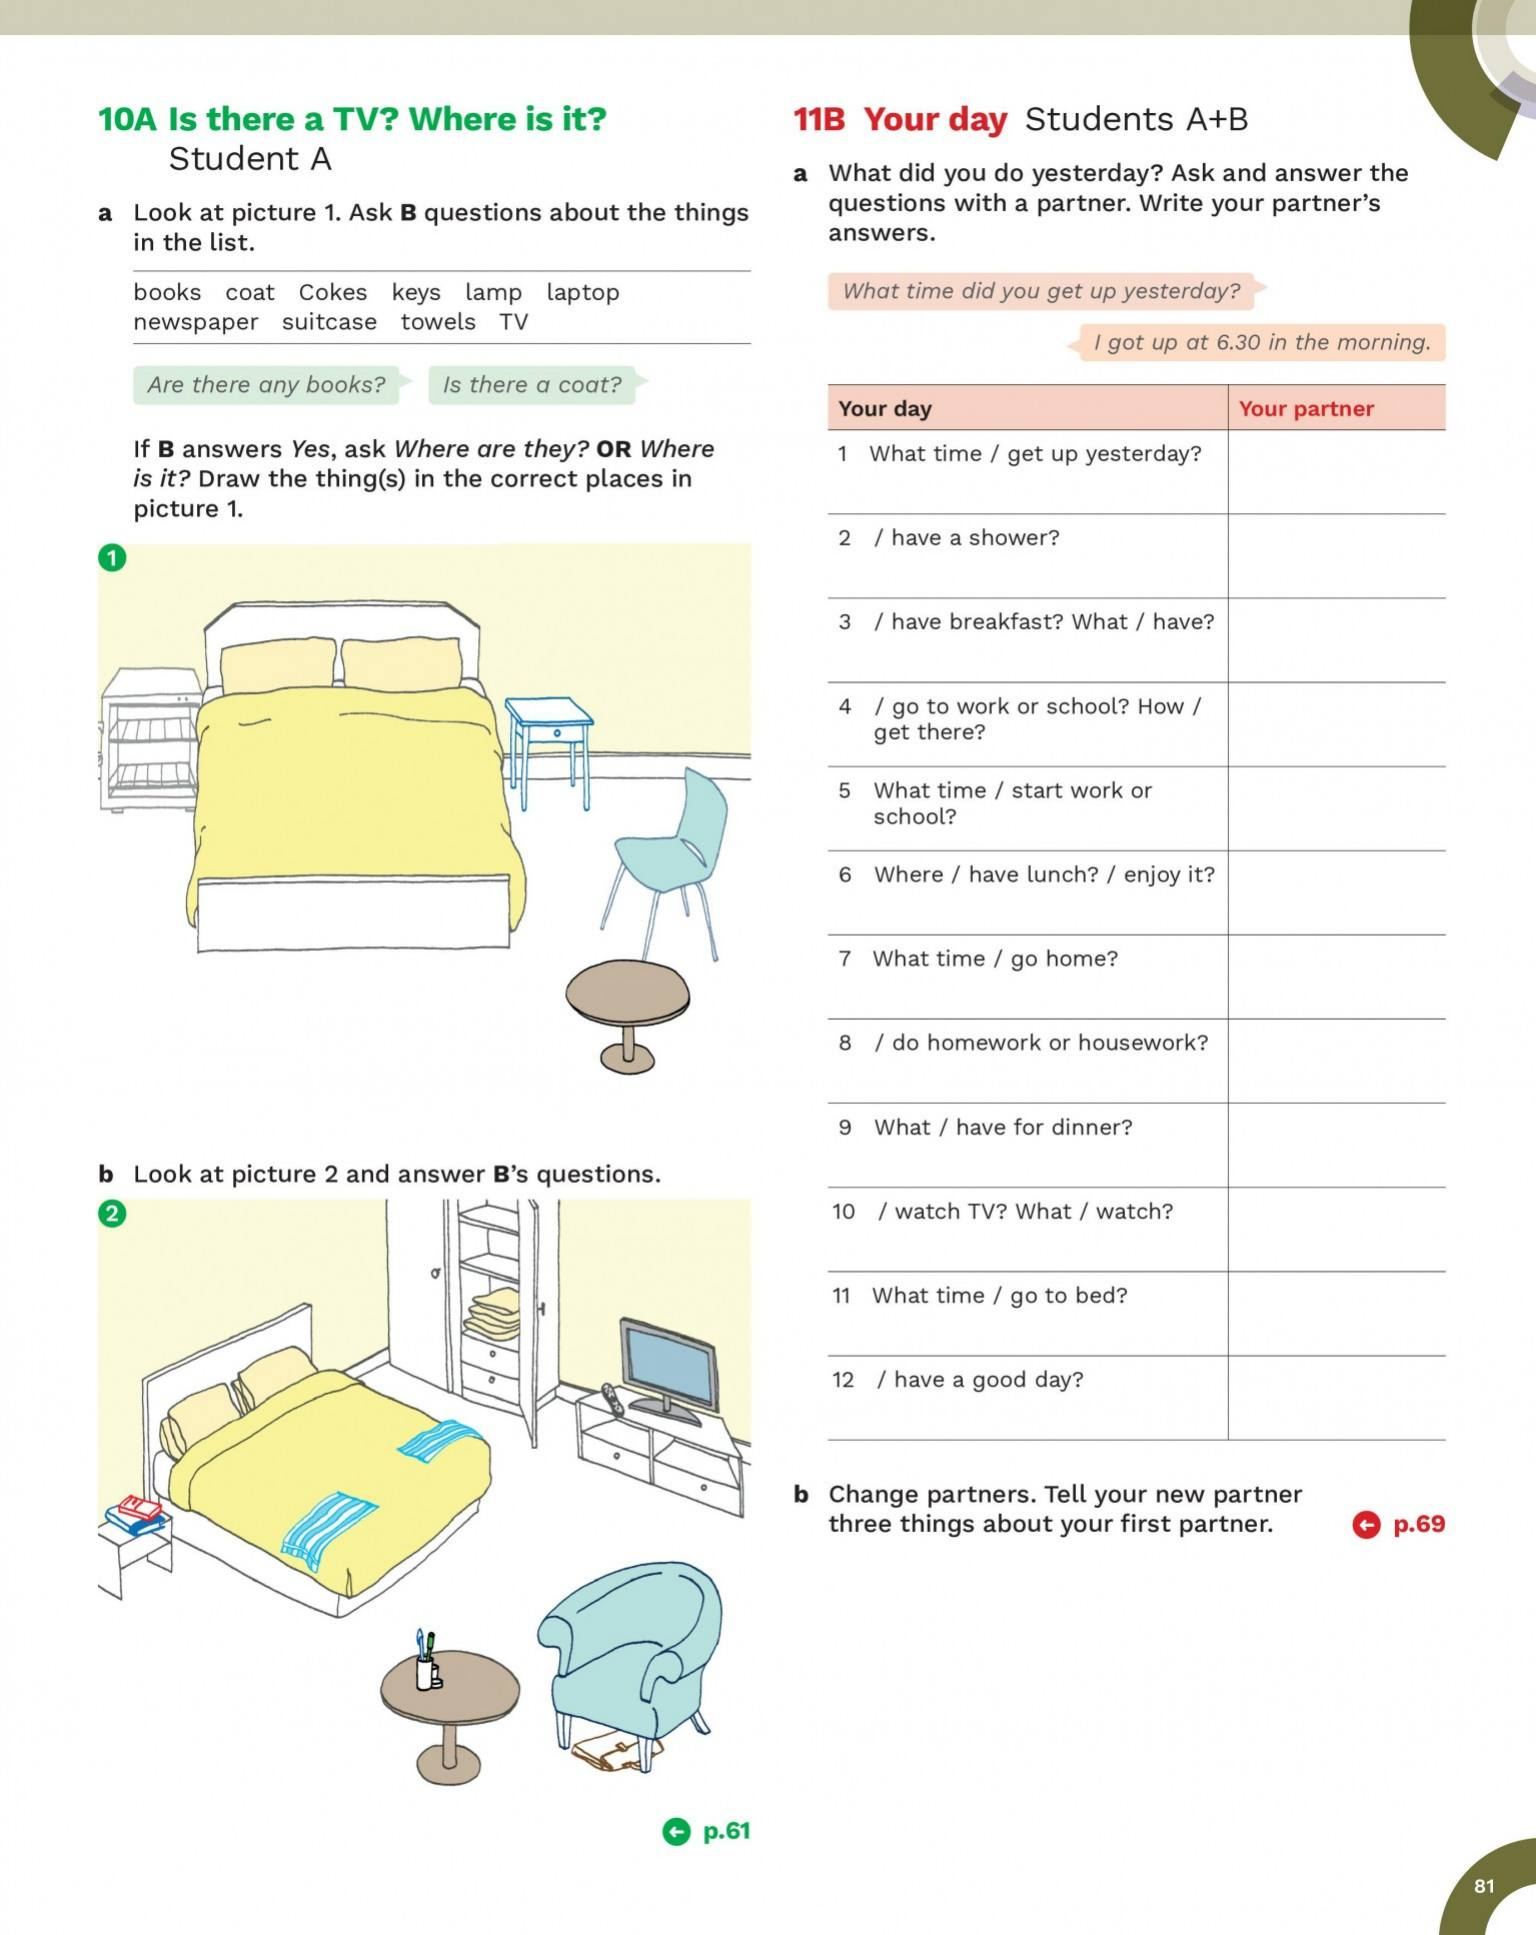 10A Is there a TV? Where is it?
Student A
a Look at picture 1. Ask B questions about the things
in the list.
books coat Cokes keys lamp laptop
newspaper suitcase towels TV
Are there any books? Is there a coat?
If B answers Yes, ask Where are they? OR Where
is it? Draw the thing(s) in the correct places in
picture 1.
1
b Look at picture 2 and answer B's questions.
2
p.61
11B Your day Students A+B
a What did you do yesterday? Ask and answer the
questions with a partner. Write your partner's
answers.
What time did you get up yesterday?
I got up at 6.30 in the morning.
Your day Your partner
1 What time / get up yesterday?
2 / have a shower?
3 / have breakfast? What / have?
4 / go to work or school? How /
get there?
5 What time / start work or
school?
6 Where / have lunch? / enjoy it?
7 What time / go home?
8 / do homework or housework?
9 What / have for dinner?
10 / watch TV? What / watch?
11 What time / go to bed?
12 / have a good day?
b Change partners. Tell your new partner
three things about your first partner.
p.69
81